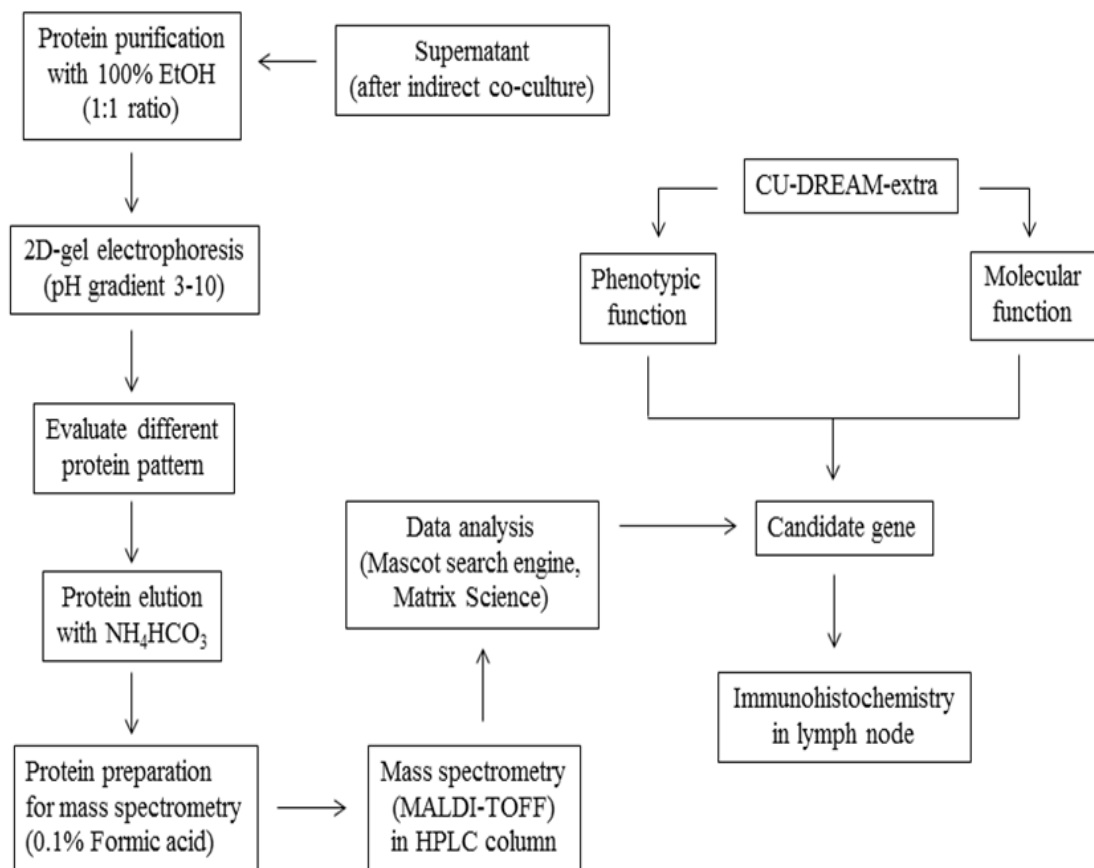 Protein purification
with 100% EtOH
(1:1 ratio)
Supernatant
(after indirect co-culture)
2D-gel electrophoresis
(pH gradient 3-10)
Evaluate different
protein pattern
Protein elution
with NH₄HCO₃
Protein preparation
for mass spectrometry
(0.1% Formic acid)
Mass spectrometry
(MALDI-TOFF)
in HPLC column
Data analysis
(Mascot search engine,
Matrix Science)
CU-DREAM-extra
Phenotypic
function
Molecular
function
Candidate gene
Immunohistochemistry
in lymph node